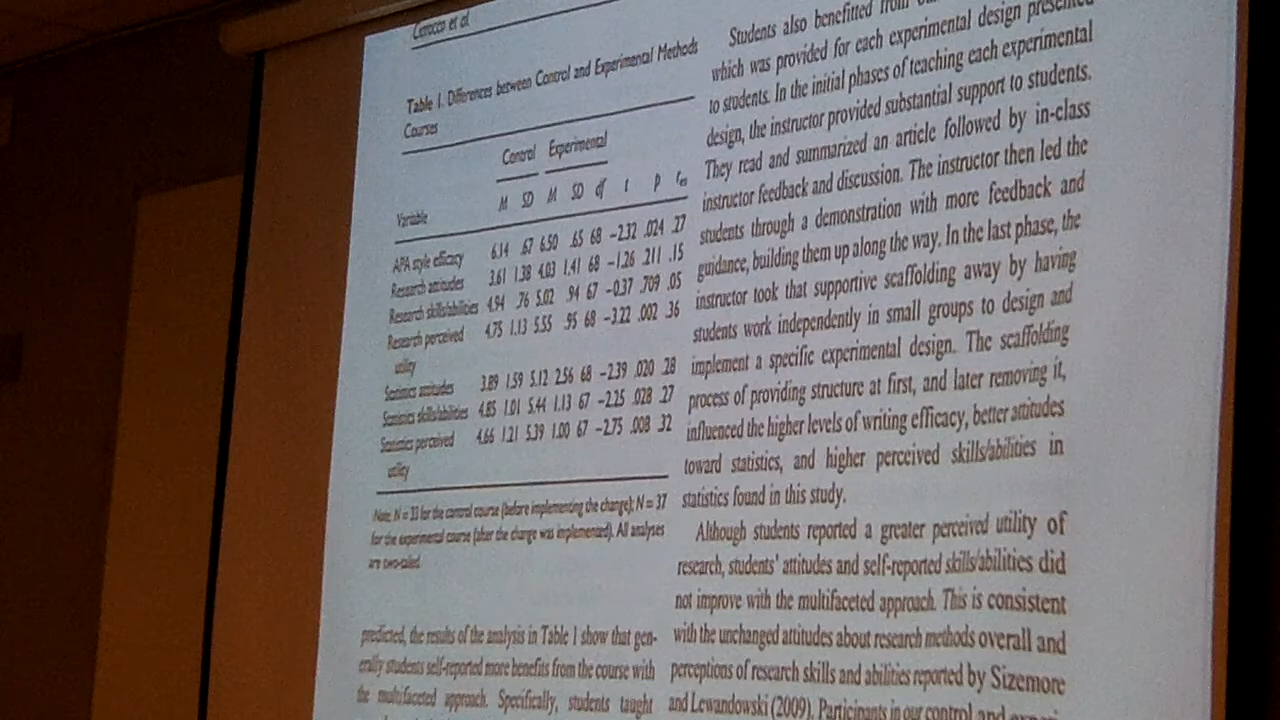 Ciarocco et al.
Table 1. Differences between Control and Experimental Methods
Courses
Control Experimental
Variable M SD M SD df t p r_es
APA style efficacy 6.14 .67 6.50 .65 68 −2.32 .024 .27
Research attitudes 3.61 1.38 4.03 1.41 68 −1.26 .211 .15
Research skills/abilities 4.94 .76 5.02 .94 67 −0.37 .709 .05
Research perceived 4.75 1.13 5.55 .95 68 −3.22 .002 .36
utility
Statistics attitudes 3.89 1.59 5.12 2.56 68 −2.39 .020 .28
Statistics skills/abilities 4.85 1.01 5.44 1.13 67 −2.25 .028 .27
Statistics perceived 4.66 1.21 5.39 1.00 67 −2.75 .008 .32
utility
Note. N = 33 for the control course (before implementing the change); N = 37
for the experimental course (after the change was implemented). All analyses
are two-tailed.
predicted, the results of the analysis in Table 1 show that gen-
erally students self-reported more benefits from the course with
the multifaceted approach. Specifically, students taught
Students also benefitted from
which was provided for each experimental design presented
to students. In the initial phases of teaching each experimental
design, the instructor provided substantial support to students.
They read and summarized an article followed by in-class
instructor feedback and discussion. The instructor then led the
students through a demonstration with more feedback and
guidance, building them up along the way. In the last phase, the
instructor took that supportive scaffolding away by having
students work independently in small groups to design and
implement a specific experimental design. The scaffolding
process of providing structure at first, and later removing it,
influenced the higher levels of writing efficacy, better attitudes
toward statistics, and higher perceived skills/abilities in
statistics found in this study.
Although students reported a greater perceived utility of
research, students' attitudes and self-reported skills/abilities did
not improve with the multifaceted approach. This is consistent
with the unchanged attitudes about research methods overall and
perceptions of research skills and abilities reported by Sizemore
and Lewandowski (2009). Participants in our control and